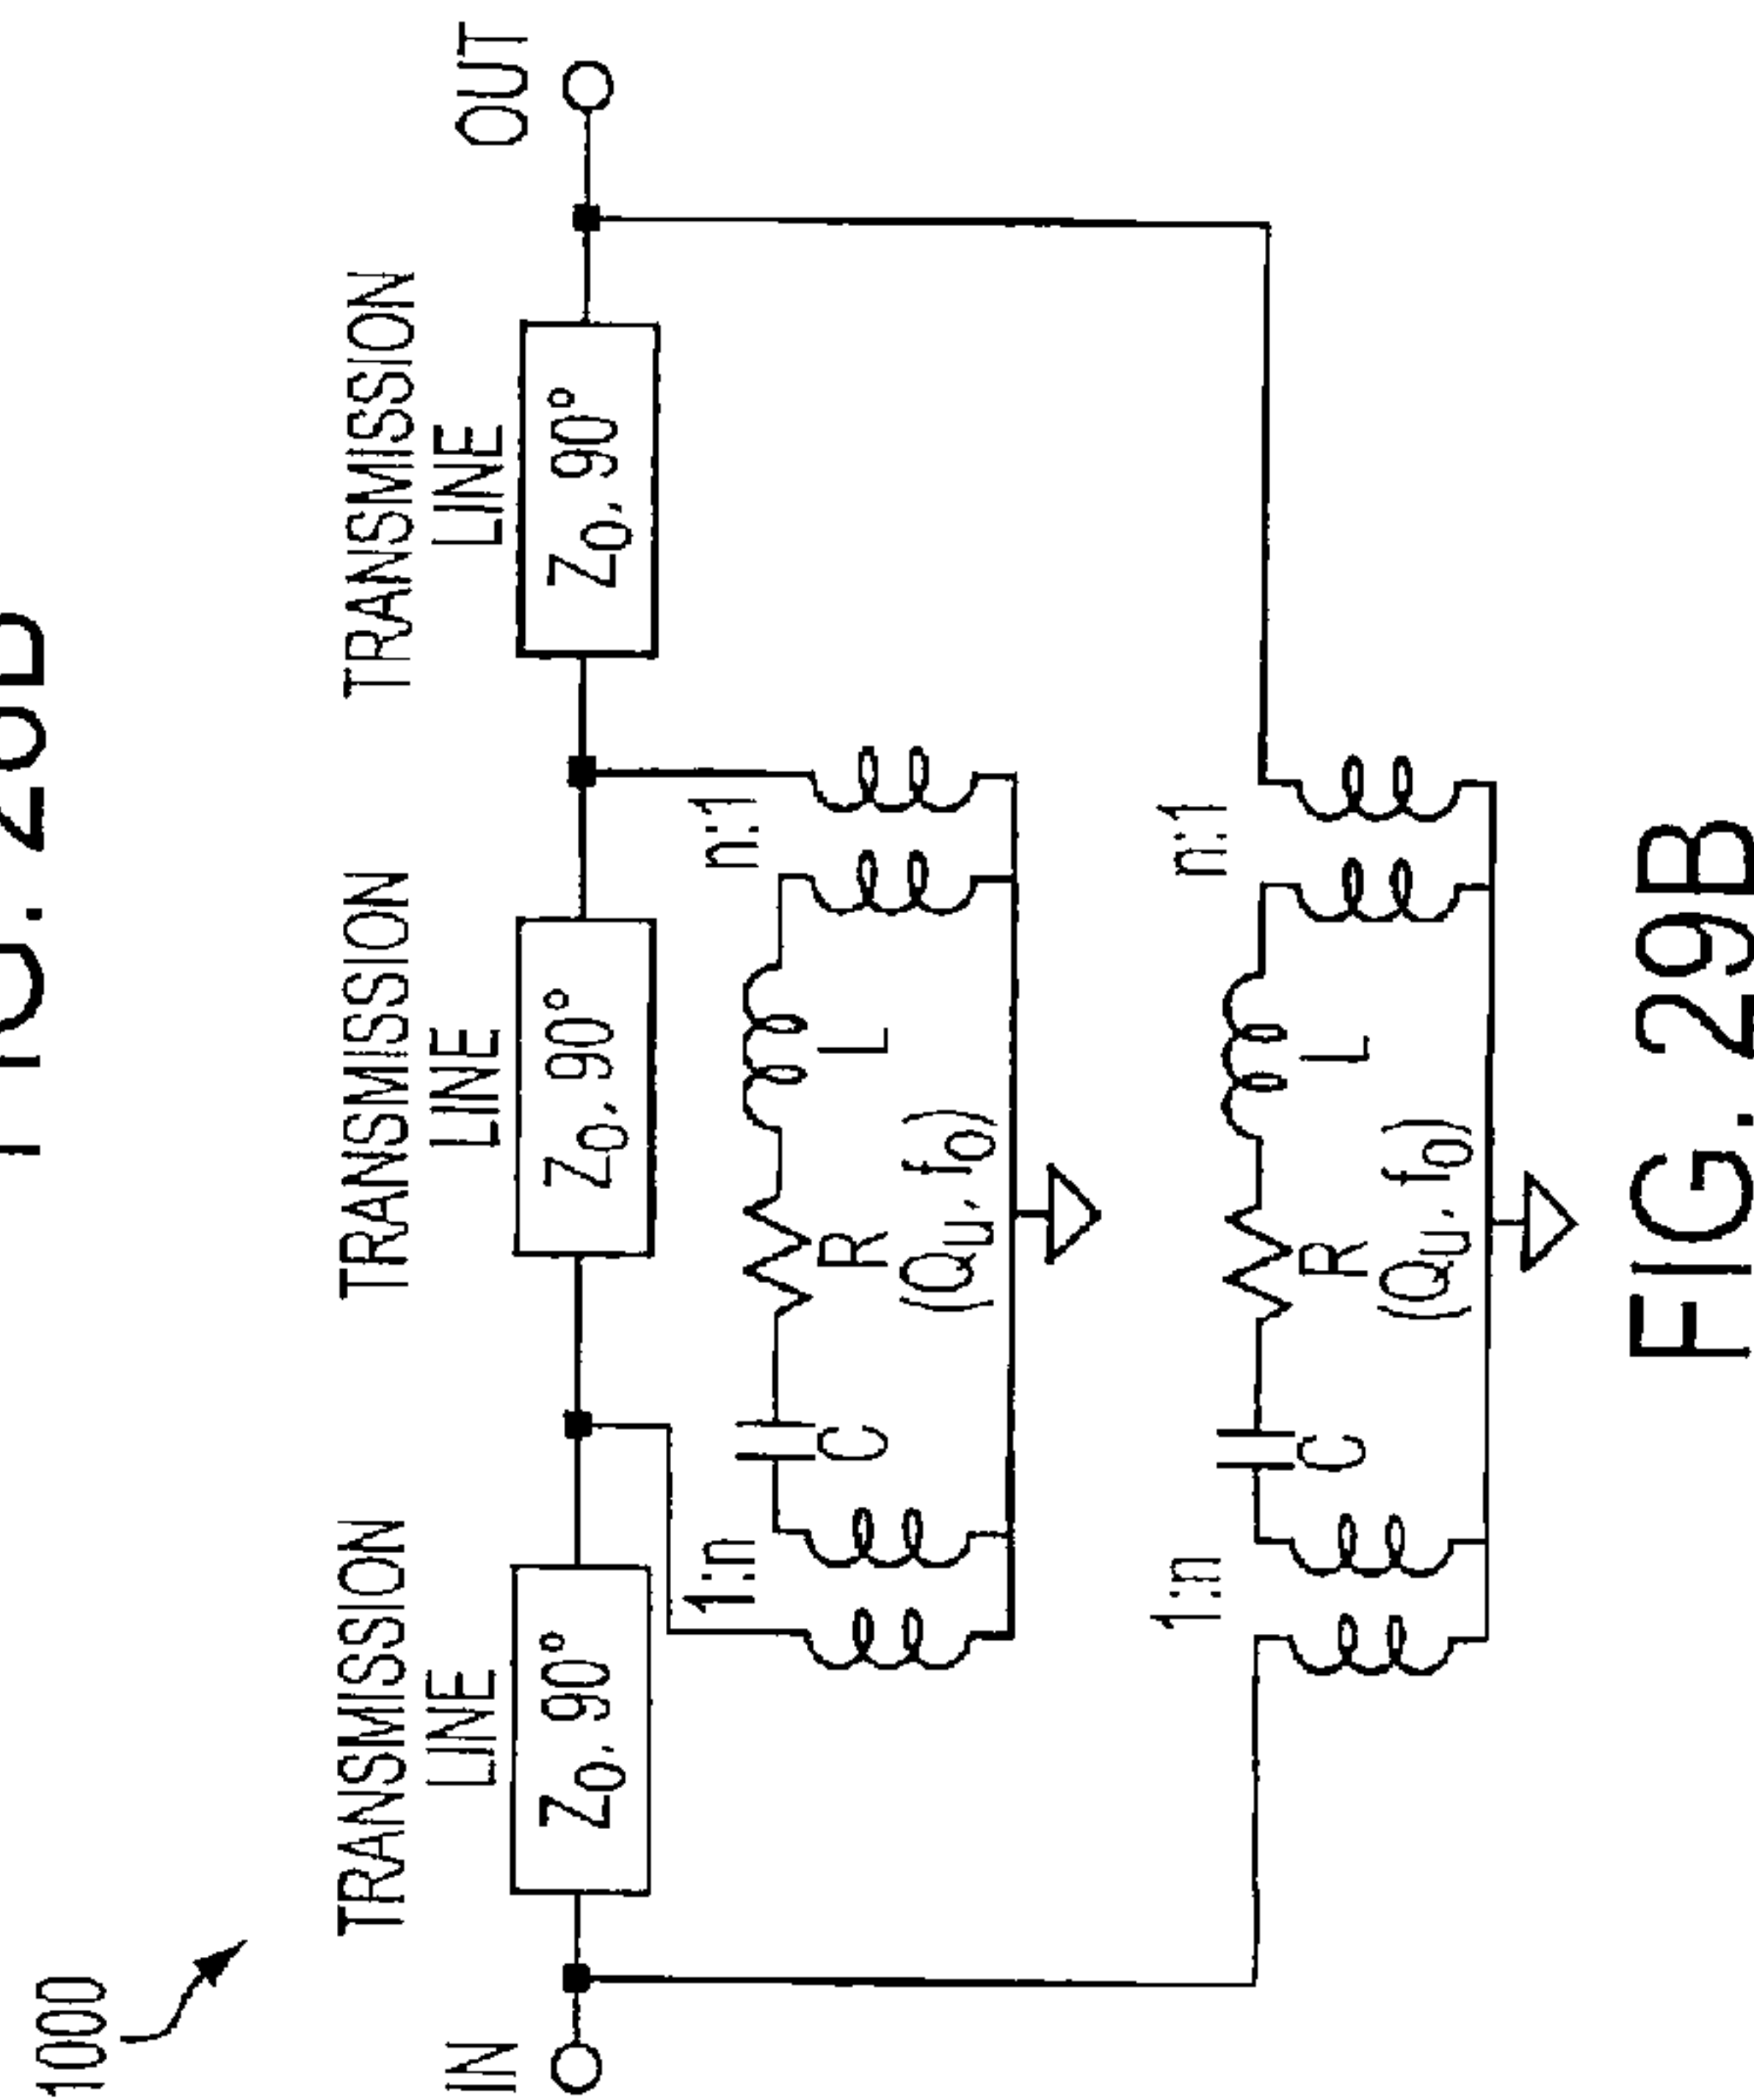 1000
TRANSMISSION
LINE
TRANSMISSION
LINE
TRANSMISSION
LINE
IN
OUT
Z0, 90°
Z0, 90°
Z0, 90°
1:n
n:1
C
R
L
(Qu, f0)
1:n
n:1
C
R
L
(Qu, f0)
FIG. 29B